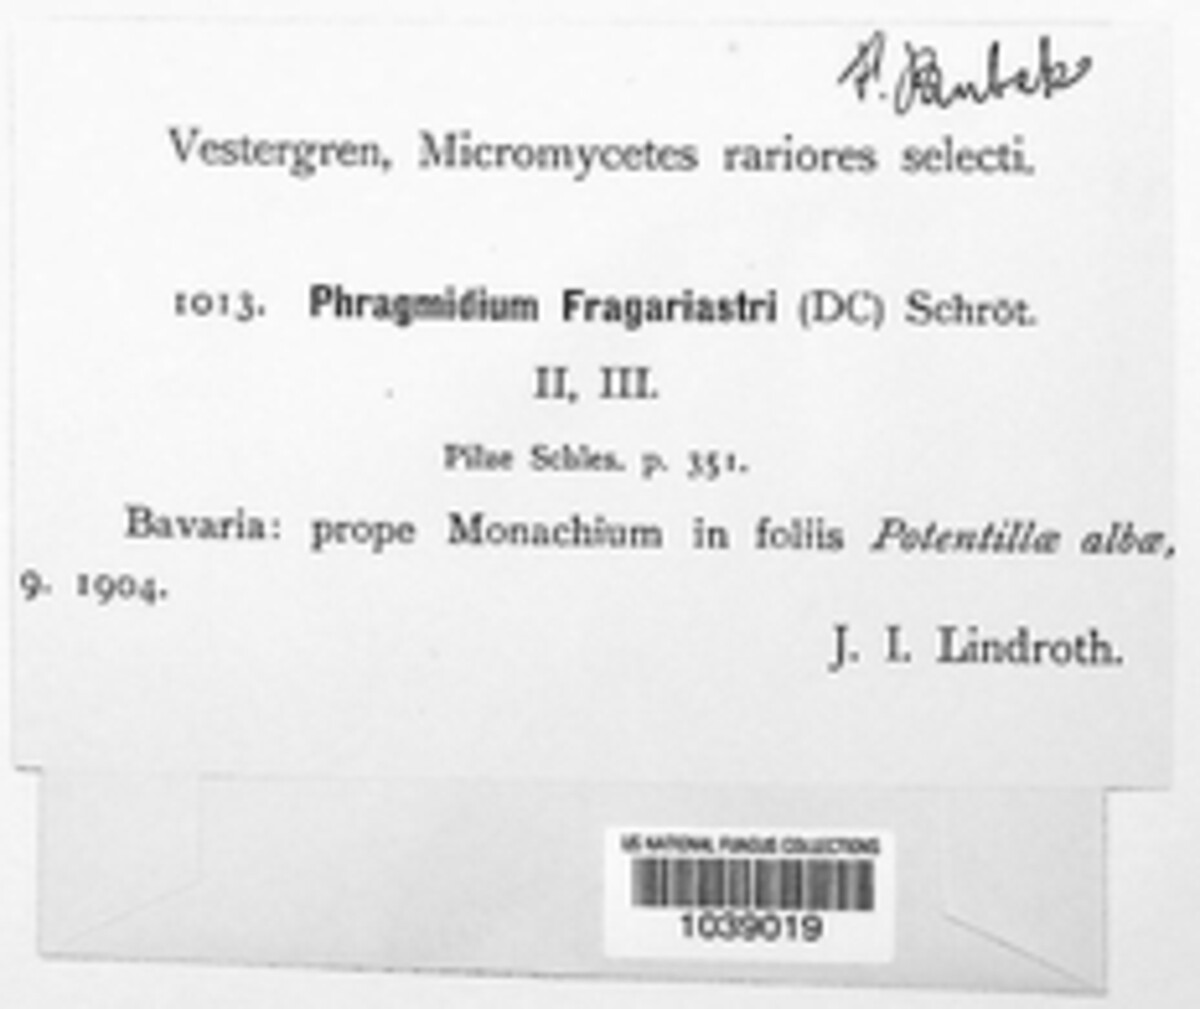 Vestergren, Micromycetes rariores selecti.
1013. Phragmidium Fragariastri (DC) Schröt.
II, III.
Pilze Schles. p. 351.
Bavaria: prope Monachium in foliis Potentillæ albæ,
9. 1904.
J. I. Lindroth.
US NATIONAL FUNGUS COLLECTIONS
1039019